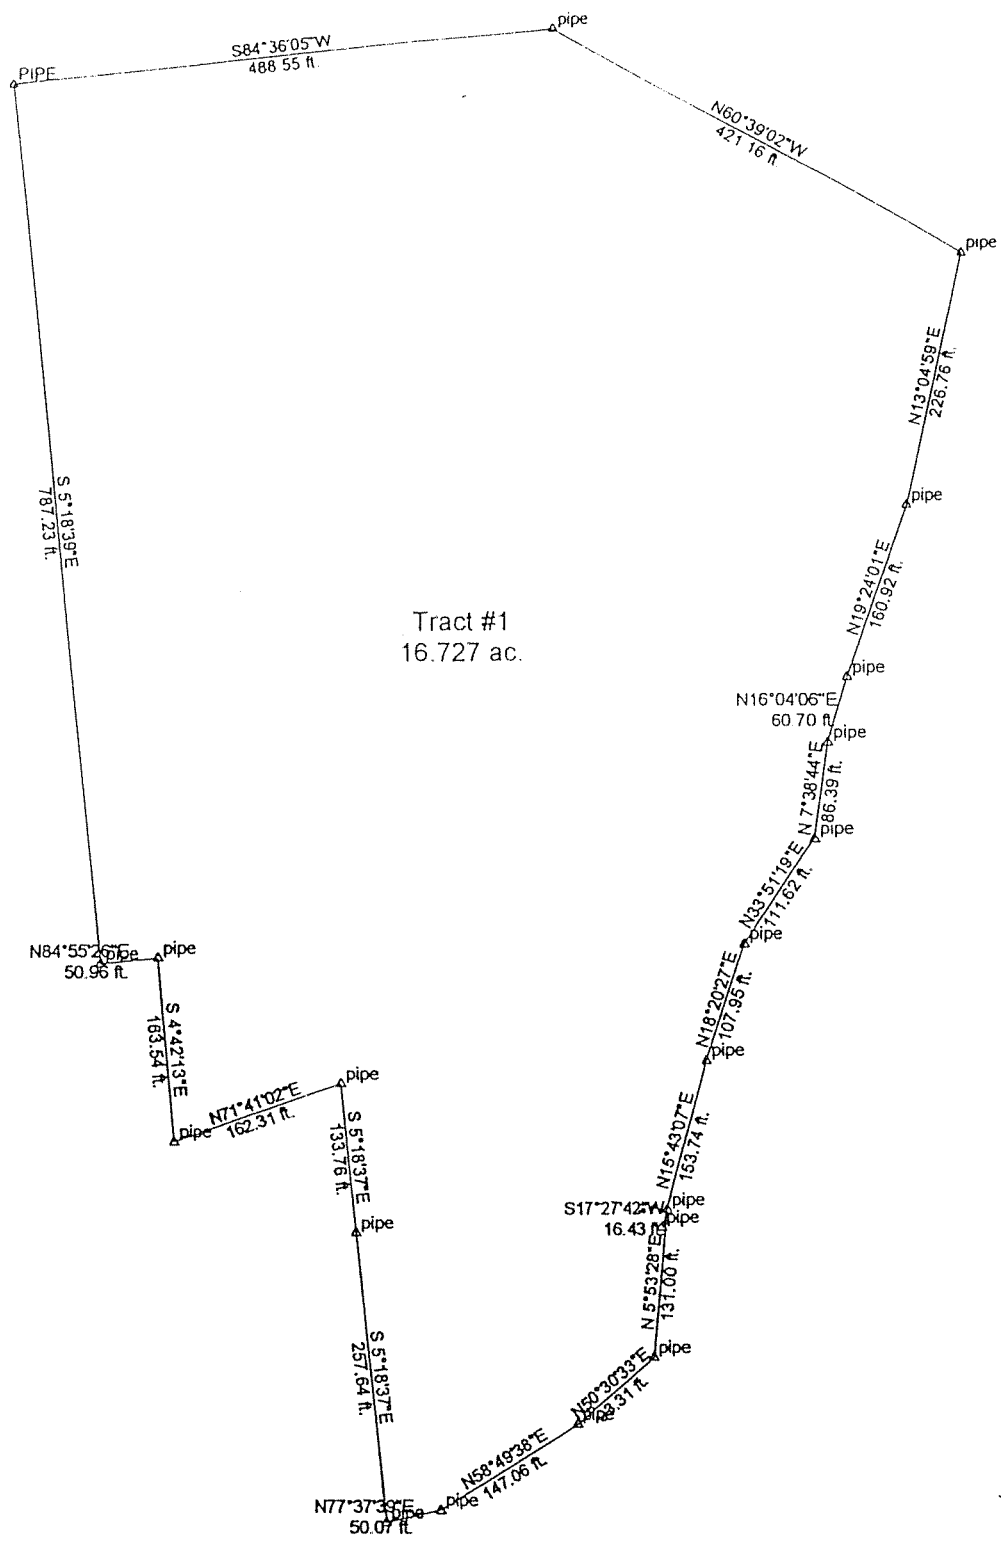 pipe
S84°36'05"W
488.55 ft.
PIPE
N60°39'02"W
421.16 ft.
pipe
N13°04'59"E
226.76 ft.
S 5°18'39"E
787.23 ft.
pipe
N19°24'01"E
160.92 ft.
Tract #1
16.727 ac.
pipe
N16°04'06"E
60.70 ft.
pipe
N 7°38'44"E
86.39 ft.
pipe
N33°51'19"E
111.62 ft.
pipe
N84°55'26"E
pipe
50.96 ft.
pipe
N18°20'27"E
107.95 ft.
pipe
S 4°42'13"E
163.54 ft.
pipe
N71°41'02"E
162.31 ft.
pipe
S 5°18'37"E
133.76 ft.
N15°43'07"E
153.74 ft.
pipe
S17°27'42"W
16.43 ft.
pipe
pipe
N 5°53'28"E
131.00 ft.
pipe
S 5°18'37"E
257.64 ft.
N50°30'33"E
pipe
N58°49'38"E
147.06 ft.
pipe
N77°37'39"E
pipe
50.07 ft.